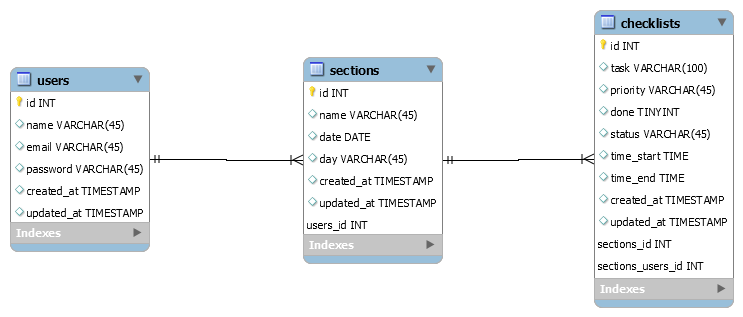 users
id INT
name VARCHAR(45)
email VARCHAR(45)
password VARCHAR(45)
created_at TIMESTAMP
updated_at TIMESTAMP
Indexes
sections
id INT
name VARCHAR(45)
date DATE
day VARCHAR(45)
created_at TIMESTAMP
updated_at TIMESTAMP
users_id INT
Indexes
checklists
id INT
task VARCHAR(100)
priority VARCHAR(45)
done TINYINT
status VARCHAR(45)
time_start TIME
time_end TIME
created_at TIMESTAMP
updated_at TIMESTAMP
sections_id INT
sections_users_id INT
Indexes